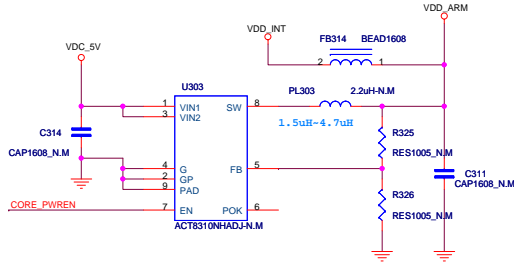 VDD_ARM
VDD_INT
FB314 BEAD1608
VDC_5V
2 1
U303
PL303 2.2uH-N.M
1 VIN1 SW 8
3 VIN2
1.5uH~4.7uH
C314
R325
CAP1608_N.M
RES1005_N.M
4 G FB 5
2 GP
9 PAD
C311
CAP1608_N.M
R326
CORE_PWREN 7 EN POK 6
RES1005_N.M
ACT8310NHADJ-N.M